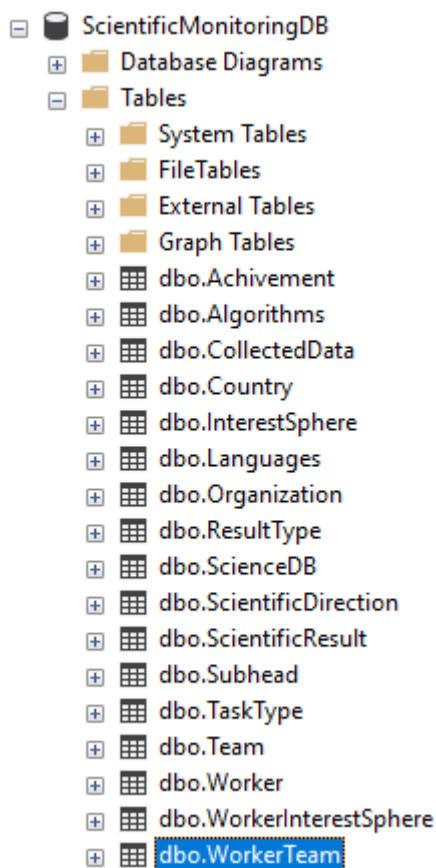 ScientificMonitoringDB
Database Diagrams
Tables
System Tables
FileTables
External Tables
Graph Tables
dbo.Achivement
dbo.Algorithms
dbo.CollectedData
dbo.Country
dbo.InterestSphere
dbo.Languages
dbo.Organization
dbo.ResultType
dbo.ScienceDB
dbo.ScientificDirection
dbo.ScientificResult
dbo.Subhead
dbo.TaskType
dbo.Team
dbo.Worker
dbo.WorkerInterestSphere
dbo.WorkerTeam